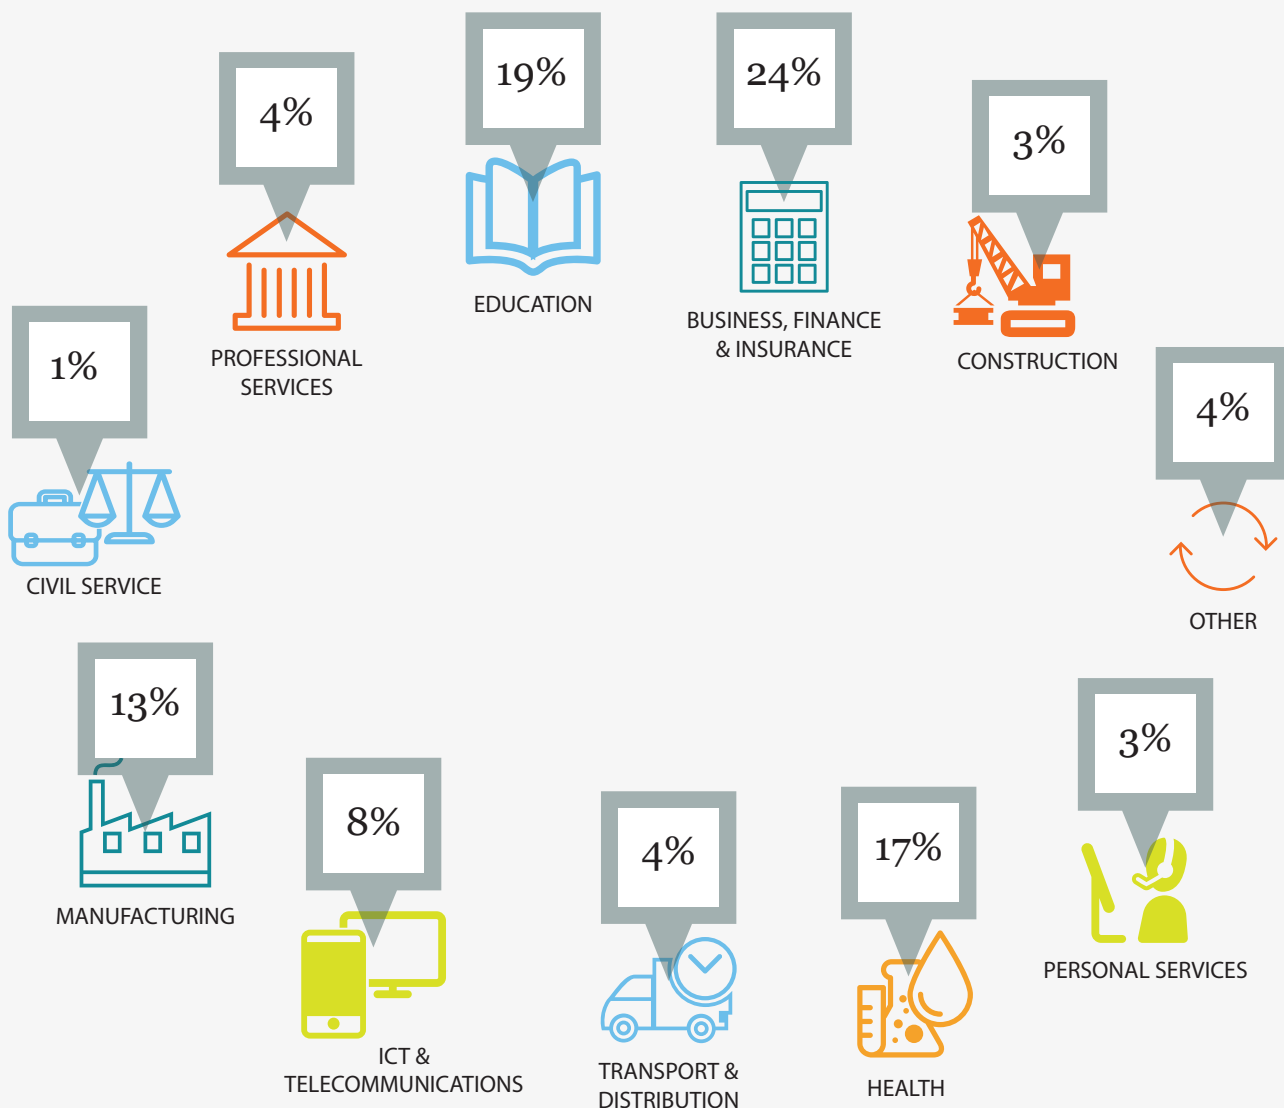 19%
EDUCATION
24%
BUSINESS, FINANCE
& INSURANCE
4%
PROFESSIONAL
SERVICES
3%
CONSTRUCTION
1%
CIVIL SERVICE
4%
OTHER
13%
MANUFACTURING
8%
ICT &
TELECOMMUNICATIONS
4%
TRANSPORT &
DISTRIBUTION
17%
HEALTH
3%
PERSONAL SERVICES